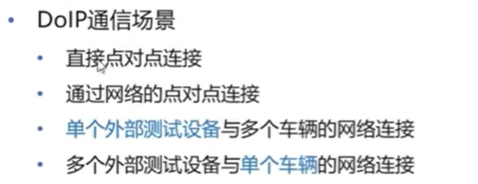 • DoIP通信场景
• 直接点对点连接
• 通过网络的点对点连接
• 单个外部测试设备与多个车辆的网络连接
• 多个外部测试设备与单个车辆的网络连接